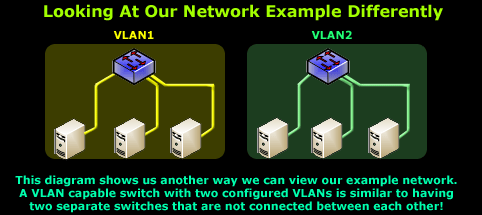 Looking At Our Network Example Differently
VLAN1 VLAN2
This diagram shows us another way we can view our example network.
A VLAN capable switch with two configured VLANs is similar to having
two separate switches that are not connected between each other!